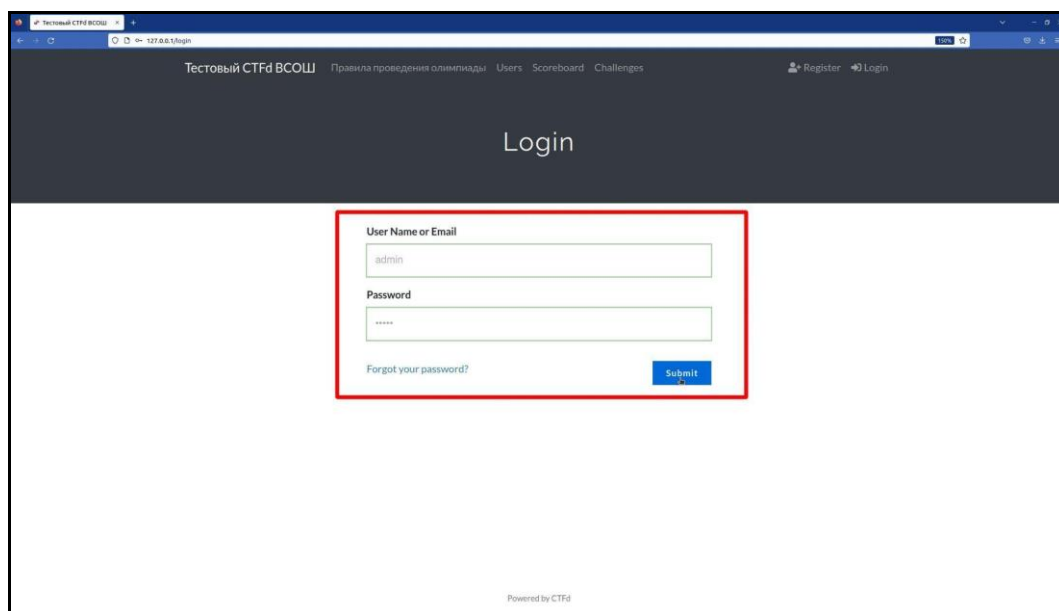 Тестовый CTFd ВСОШ
127.0.0.1/login
150%
Тестовый CTFd ВСОШ Правила проведения олимпиады Users Scoreboard Challenges Register Login
Login
User Name or Email
admin
Password
•••••
Forgot your password? Submit
Powered by CTFd